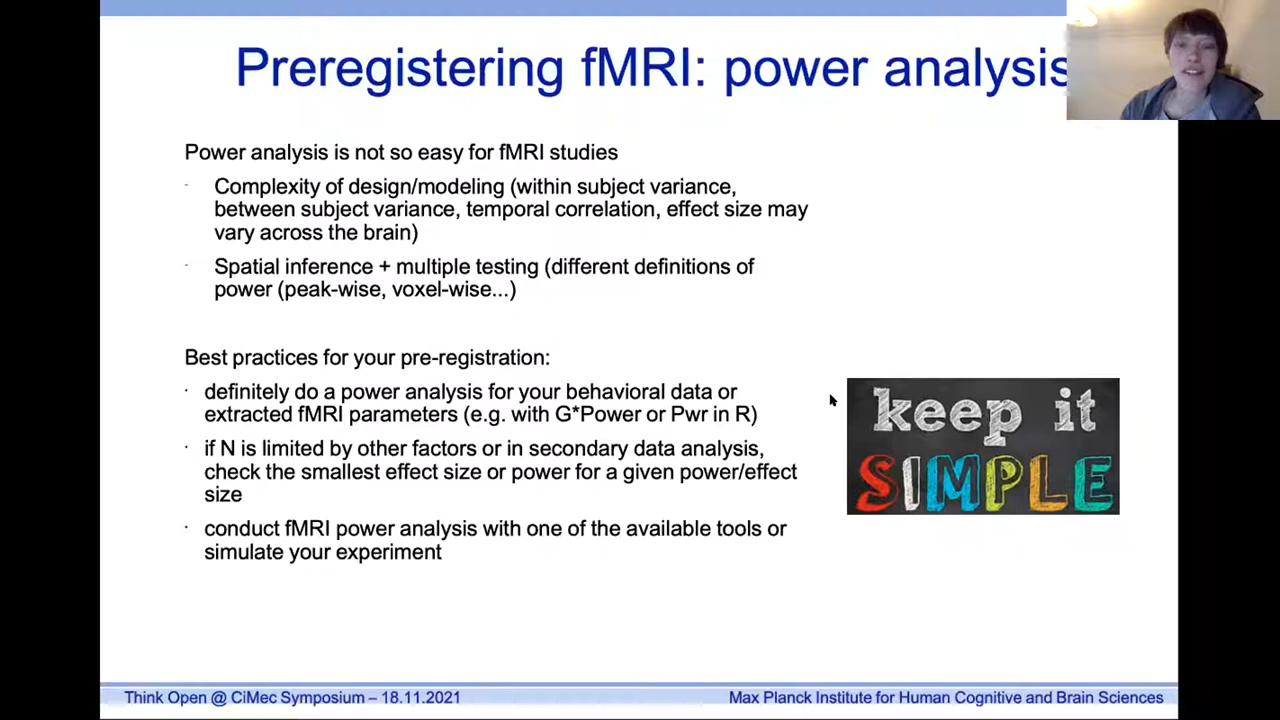 Preregistering fMRI: power analysis
Power analysis is not so easy for fMRI studies
- Complexity of design/modeling (within subject variance,
between subject variance, temporal correlation, effect size may
vary across the brain)
- Spatial inference + multiple testing (different definitions of
power (peak-wise, voxel-wise...)
Best practices for your pre-registration:
· definitely do a power analysis for your behavioral data or
extracted fMRI parameters (e.g. with G*Power or Pwr in R)
· if N is limited by other factors or in secondary data analysis,
check the smallest effect size or power for a given power/effect
size
· conduct fMRI power analysis with one of the available tools or
simulate your experiment
keep it
SIMPLE
Think Open @ CiMec Symposium – 18.11.2021
Max Planck Institute for Human Cognitive and Brain Sciences